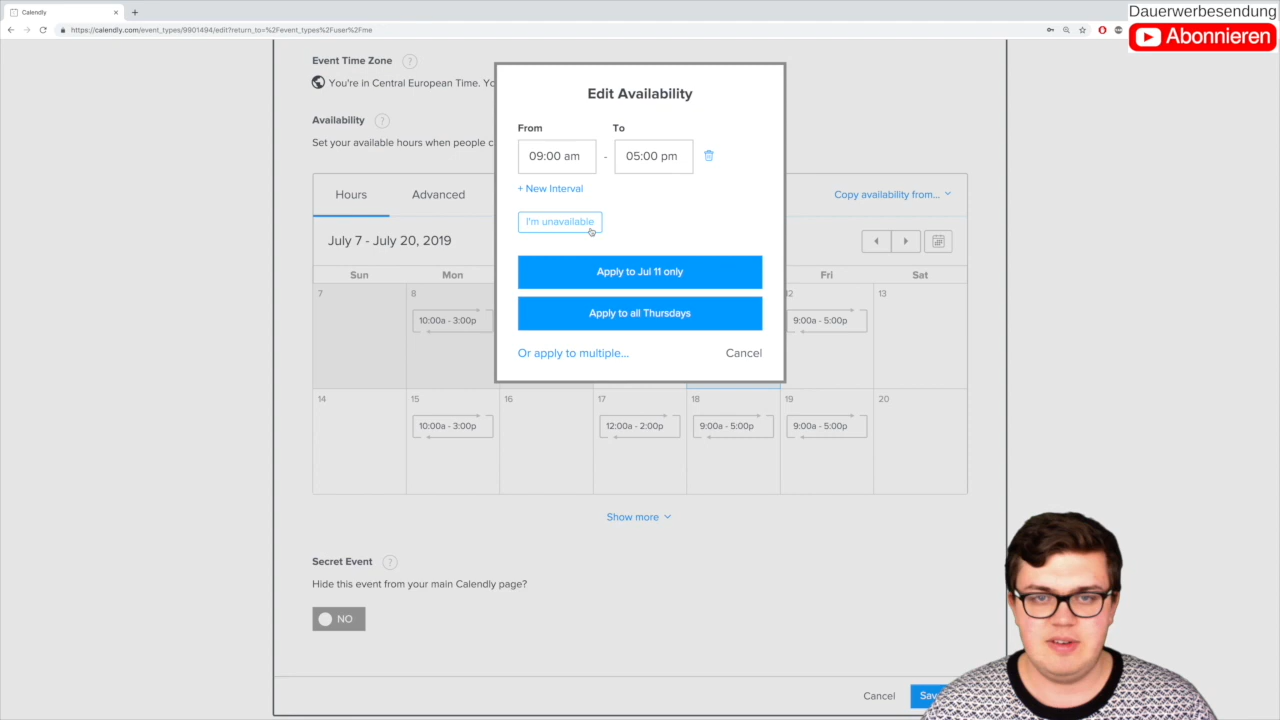 Calendly
https://calendly.com/event_types/9901494/edit?return_to=%2Fevent_types%2Fuser%2Fme
Dauerwerbesendung
Abonnieren
Event Time Zone ?
You're in Central European Time. Yo
Availability ?
Set your available hours when people c
Hours Advanced
Copy availability from...
July 7 - July 20, 2019
Sun Mon Fri Sat
7 8 12 13
10:00a - 3:00p 9:00a - 5:00p
14 15 16 17 18 19 20
10:00a - 3:00p 12:00a - 2:00p 9:00a - 5:00p 9:00a - 5:00p
Show more
Secret Event ?
Hide this event from your main Calendly page?
NO
Cancel Sav
Edit Availability
From To
09:00 am - 05:00 pm
+ New Interval
I'm unavailable
Apply to Jul 11 only
Apply to all Thursdays
Or apply to multiple...
Cancel